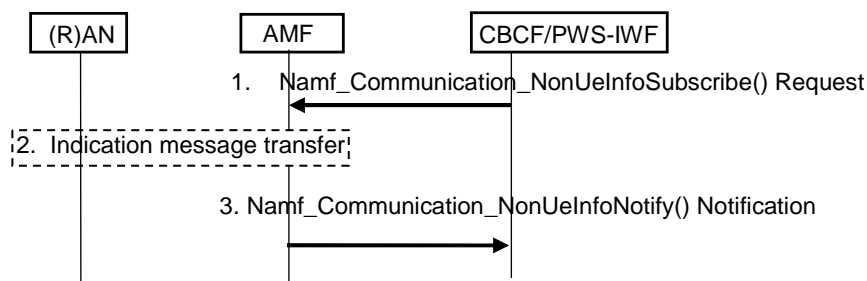 (R)AN
AMF
CBCF/PWS-IWF
1. Namf_Communication_NonUeInfoSubscribe() Request
2. Indication message transfer
3. Namf_Communication_NonUeInfoNotify() Notification